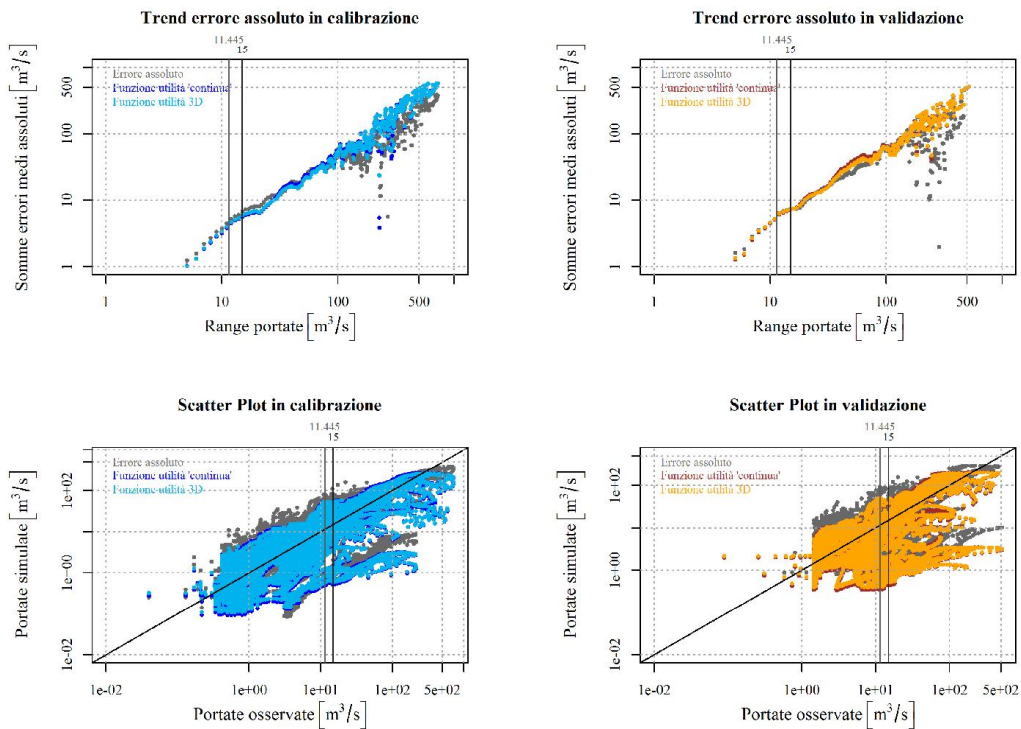 Trend errore assoluto in calibrazione
11.445
15
Errore assoluto
Funzione utilità 'continua'
Funzione utilità 3D
Somme errori medi assoluti [m³/s]
500
100
10
1
1
10
100
500
Range portate [m³/s]
Trend errore assoluto in validazione
11.445
15
Errore assoluto
Funzione utilità 'continua'
Funzione utilità 3D
Somme errori medi assoluti [m³/s]
500
100
10
1
1
10
100
500
Range portate [m³/s]
Scatter Plot in calibrazione
11.445
15
Errore assoluto
Funzione utilità 'continua'
Funzione utilità 3D
Portate simulate [m³/s]
1e+02
1e+00
1e-02
1e-02
1e+00
1e+01
1e+02
5e+02
Portate osservate [m³/s]
Scatter Plot in validazione
11.445
15
Errore assoluto
Funzione utilità 'continua'
Funzione utilità 3D
Portate simulate [m³/s]
1e+02
1e+00
1e-02
1e-02
1e+00
1e+01
1e+02
5e+02
Portate osservate [m³/s]